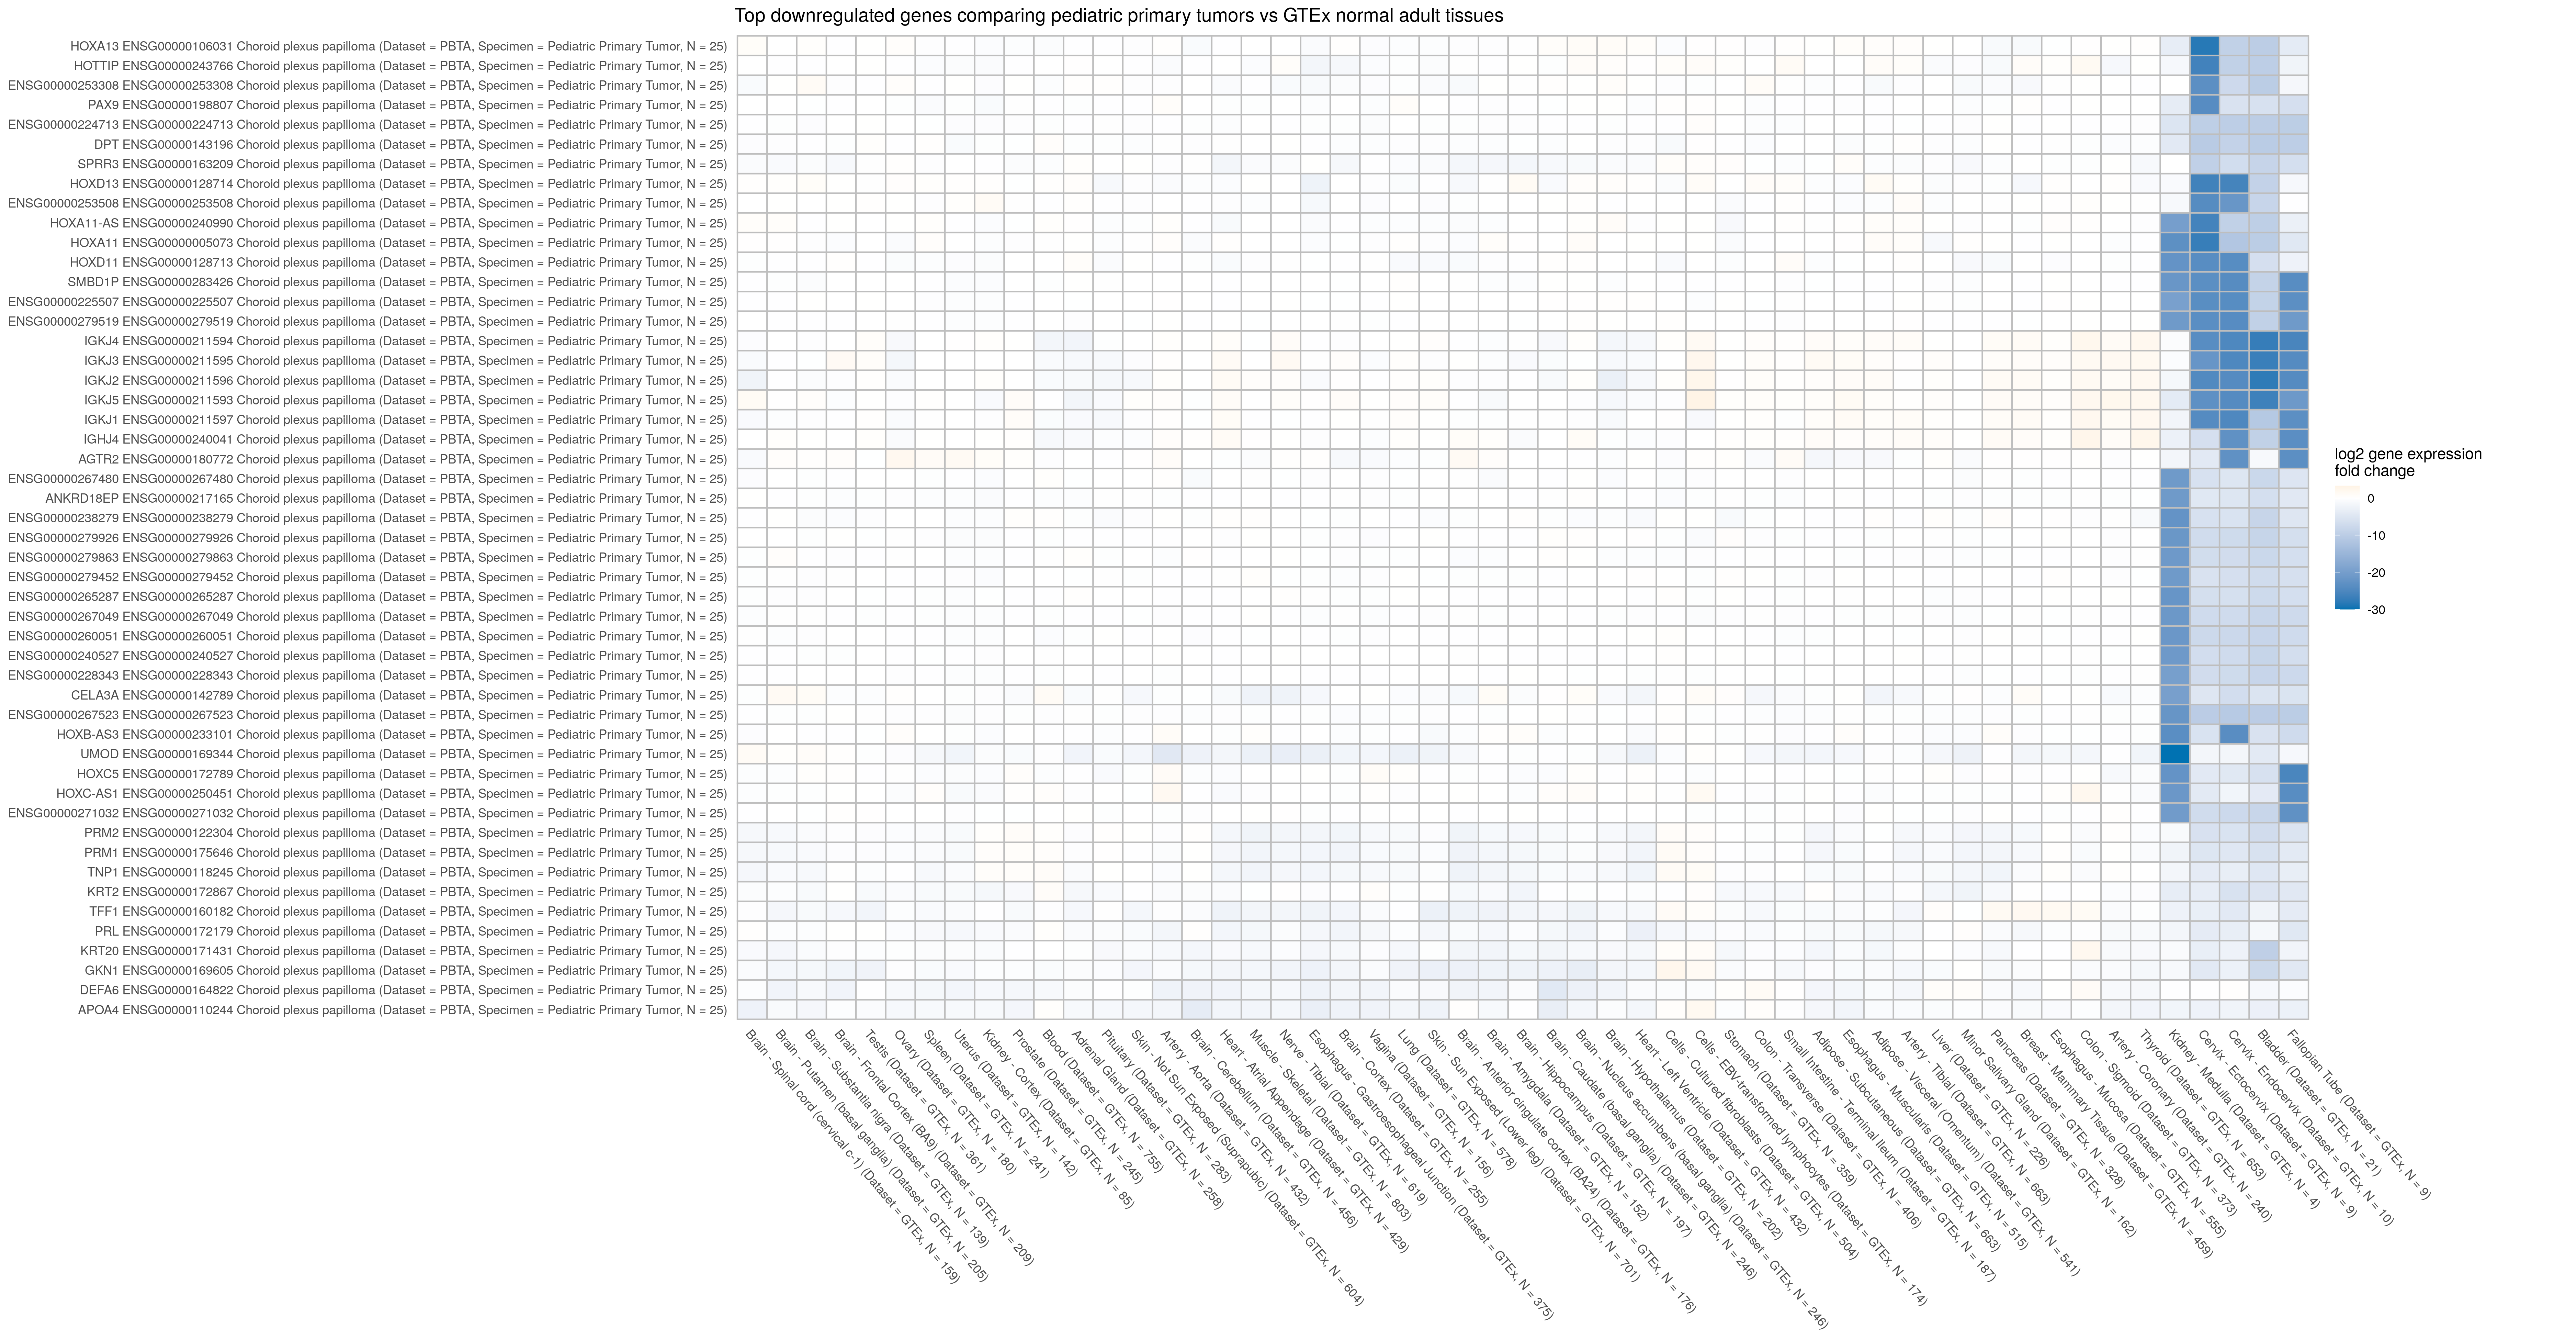 Top downregulated genes comparing pediatric primary tumors vs GTEx normal adult tissues
HOXA13 ENSG00000106031 Choroid plexus papilloma (Dataset = PBTA, Specimen = Pediatric Primary Tumor, N = 25)
HOTTIP ENSG00000243766 Choroid plexus papilloma (Dataset = PBTA, Specimen = Pediatric Primary Tumor, N = 25)
ENSG00000253308 ENSG00000253308 Choroid plexus papilloma (Dataset = PBTA, Specimen = Pediatric Primary Tumor, N = 25)
PAX9 ENSG00000198807 Choroid plexus papilloma (Dataset = PBTA, Specimen = Pediatric Primary Tumor, N = 25)
ENSG00000224713 ENSG00000224713 Choroid plexus papilloma (Dataset = PBTA, Specimen = Pediatric Primary Tumor, N = 25)
DPT ENSG00000143196 Choroid plexus papilloma (Dataset = PBTA, Specimen = Pediatric Primary Tumor, N = 25)
SPRR3 ENSG00000163209 Choroid plexus papilloma (Dataset = PBTA, Specimen = Pediatric Primary Tumor, N = 25)
HOXD13 ENSG00000128714 Choroid plexus papilloma (Dataset = PBTA, Specimen = Pediatric Primary Tumor, N = 25)
ENSG00000253508 ENSG00000253508 Choroid plexus papilloma (Dataset = PBTA, Specimen = Pediatric Primary Tumor, N = 25)
HOXA11-AS ENSG00000240990 Choroid plexus papilloma (Dataset = PBTA, Specimen = Pediatric Primary Tumor, N = 25)
HOXA11 ENSG00000005073 Choroid plexus papilloma (Dataset = PBTA, Specimen = Pediatric Primary Tumor, N = 25)
HOXD11 ENSG00000128713 Choroid plexus papilloma (Dataset = PBTA, Specimen = Pediatric Primary Tumor, N = 25)
SMBD1P ENSG00000283426 Choroid plexus papilloma (Dataset = PBTA, Specimen = Pediatric Primary Tumor, N = 25)
ENSG00000225507 ENSG00000225507 Choroid plexus papilloma (Dataset = PBTA, Specimen = Pediatric Primary Tumor, N = 25)
ENSG00000279519 ENSG00000279519 Choroid plexus papilloma (Dataset = PBTA, Specimen = Pediatric Primary Tumor, N = 25)
IGKJ4 ENSG00000211594 Choroid plexus papilloma (Dataset = PBTA, Specimen = Pediatric Primary Tumor, N = 25)
IGKJ3 ENSG00000211595 Choroid plexus papilloma (Dataset = PBTA, Specimen = Pediatric Primary Tumor, N = 25)
IGKJ2 ENSG00000211596 Choroid plexus papilloma (Dataset = PBTA, Specimen = Pediatric Primary Tumor, N = 25)
IGKJ5 ENSG00000211593 Choroid plexus papilloma (Dataset = PBTA, Specimen = Pediatric Primary Tumor, N = 25)
IGKJ1 ENSG00000211597 Choroid plexus papilloma (Dataset = PBTA, Specimen = Pediatric Primary Tumor, N = 25)
IGHJ4 ENSG00000240041 Choroid plexus papilloma (Dataset = PBTA, Specimen = Pediatric Primary Tumor, N = 25)
AGTR2 ENSG00000180772 Choroid plexus papilloma (Dataset = PBTA, Specimen = Pediatric Primary Tumor, N = 25)
ENSG00000267480 ENSG00000267480 Choroid plexus papilloma (Dataset = PBTA, Specimen = Pediatric Primary Tumor, N = 25)
ANKRD18EP ENSG00000217165 Choroid plexus papilloma (Dataset = PBTA, Specimen = Pediatric Primary Tumor, N = 25)
ENSG00000238279 ENSG00000238279 Choroid plexus papilloma (Dataset = PBTA, Specimen = Pediatric Primary Tumor, N = 25)
ENSG00000279926 ENSG00000279926 Choroid plexus papilloma (Dataset = PBTA, Specimen = Pediatric Primary Tumor, N = 25)
ENSG00000279863 ENSG00000279863 Choroid plexus papilloma (Dataset = PBTA, Specimen = Pediatric Primary Tumor, N = 25)
ENSG00000279452 ENSG00000279452 Choroid plexus papilloma (Dataset = PBTA, Specimen = Pediatric Primary Tumor, N = 25)
ENSG00000265287 ENSG00000265287 Choroid plexus papilloma (Dataset = PBTA, Specimen = Pediatric Primary Tumor, N = 25)
ENSG00000267049 ENSG00000267049 Choroid plexus papilloma (Dataset = PBTA, Specimen = Pediatric Primary Tumor, N = 25)
ENSG00000260051 ENSG00000260051 Choroid plexus papilloma (Dataset = PBTA, Specimen = Pediatric Primary Tumor, N = 25)
ENSG00000240527 ENSG00000240527 Choroid plexus papilloma (Dataset = PBTA, Specimen = Pediatric Primary Tumor, N = 25)
ENSG00000228343 ENSG00000228343 Choroid plexus papilloma (Dataset = PBTA, Specimen = Pediatric Primary Tumor, N = 25)
CELA3A ENSG00000142789 Choroid plexus papilloma (Dataset = PBTA, Specimen = Pediatric Primary Tumor, N = 25)
ENSG00000267523 ENSG00000267523 Choroid plexus papilloma (Dataset = PBTA, Specimen = Pediatric Primary Tumor, N = 25)
HOXB-AS3 ENSG00000233101 Choroid plexus papilloma (Dataset = PBTA, Specimen = Pediatric Primary Tumor, N = 25)
UMOD ENSG00000169344 Choroid plexus papilloma (Dataset = PBTA, Specimen = Pediatric Primary Tumor, N = 25)
HOXC5 ENSG00000172789 Choroid plexus papilloma (Dataset = PBTA, Specimen = Pediatric Primary Tumor, N = 25)
HOXC-AS1 ENSG00000250451 Choroid plexus papilloma (Dataset = PBTA, Specimen = Pediatric Primary Tumor, N = 25)
ENSG00000271032 ENSG00000271032 Choroid plexus papilloma (Dataset = PBTA, Specimen = Pediatric Primary Tumor, N = 25)
PRM2 ENSG00000122304 Choroid plexus papilloma (Dataset = PBTA, Specimen = Pediatric Primary Tumor, N = 25)
PRM1 ENSG00000175646 Choroid plexus papilloma (Dataset = PBTA, Specimen = Pediatric Primary Tumor, N = 25)
TNP1 ENSG00000118245 Choroid plexus papilloma (Dataset = PBTA, Specimen = Pediatric Primary Tumor, N = 25)
KRT2 ENSG00000172867 Choroid plexus papilloma (Dataset = PBTA, Specimen = Pediatric Primary Tumor, N = 25)
TFF1 ENSG00000160182 Choroid plexus papilloma (Dataset = PBTA, Specimen = Pediatric Primary Tumor, N = 25)
PRL ENSG00000172179 Choroid plexus papilloma (Dataset = PBTA, Specimen = Pediatric Primary Tumor, N = 25)
KRT20 ENSG00000171431 Choroid plexus papilloma (Dataset = PBTA, Specimen = Pediatric Primary Tumor, N = 25)
GKN1 ENSG00000169605 Choroid plexus papilloma (Dataset = PBTA, Specimen = Pediatric Primary Tumor, N = 25)
DEFA6 ENSG00000164822 Choroid plexus papilloma (Dataset = PBTA, Specimen = Pediatric Primary Tumor, N = 25)
APOA4 ENSG00000110244 Choroid plexus papilloma (Dataset = PBTA, Specimen = Pediatric Primary Tumor, N = 25)
Brain - Spinal cord (cervical c-1) (Dataset = GTEx, N = 159)
Brain - Putamen (basal ganglia) (Dataset = GTEx, N = 205)
Brain - Substantia nigra (Dataset = GTEx, N = 139)
Brain - Frontal Cortex (BA9) (Dataset = GTEx, N = 209)
Testis (Dataset = GTEx, N = 361)
Ovary (Dataset = GTEx, N = 180)
Spleen (Dataset = GTEx, N = 241)
Uterus (Dataset = GTEx, N = 142)
Kidney - Cortex (Dataset = GTEx, N = 85)
Prostate (Dataset = GTEx, N = 245)
Blood (Dataset = GTEx, N = 755)
Adrenal Gland (Dataset = GTEx, N = 258)
Pituitary (Dataset = GTEx, N = 283)
Skin - Not Sun Exposed (Suprapubic) (Dataset = GTEx, N = 604)
Artery - Aorta (Dataset = GTEx, N = 432)
Brain - Cerebellum (Dataset = GTEx, N = 456)
Heart - Atrial Appendage (Dataset = GTEx, N = 429)
Muscle - Skeletal (Dataset = GTEx, N = 803)
Nerve - Tibial (Dataset = GTEx, N = 619)
Esophagus - Gastroesophageal Junction (Dataset = GTEx, N = 375)
Brain - Cortex (Dataset = GTEx, N = 255)
Vagina (Dataset = GTEx, N = 156)
Lung (Dataset = GTEx, N = 578)
Skin - Sun Exposed (Lower leg) (Dataset = GTEx, N = 701)
Brain - Anterior cingulate cortex (BA24) (Dataset = GTEx, N = 176)
Brain - Amygdala (Dataset = GTEx, N = 152)
Brain - Hippocampus (Dataset = GTEx, N = 197)
Brain - Caudate (basal ganglia) (Dataset = GTEx, N = 246)
Brain - Nucleus accumbens (basal ganglia) (Dataset = GTEx, N = 246)
Brain - Hypothalamus (Dataset = GTEx, N = 202)
Heart - Left Ventricle (Dataset = GTEx, N = 432)
Cells - Cultured fibroblasts (Dataset = GTEx, N = 504)
Cells - EBV-transformed lymphocytes (Dataset = GTEx, N = 174)
Stomach (Dataset = GTEx, N = 359)
Colon - Transverse (Dataset = GTEx, N = 406)
Small Intestine - Terminal Ileum (Dataset = GTEx, N = 187)
Adipose - Subcutaneous (Dataset = GTEx, N = 663)
Esophagus - Muscularis (Dataset = GTEx, N = 515)
Adipose - Visceral (Omentum) (Dataset = GTEx, N = 541)
Artery - Tibial (Dataset = GTEx, N = 663)
Liver (Dataset = GTEx, N = 226)
Minor Salivary Gland (Dataset = GTEx, N = 162)
Pancreas (Dataset = GTEx, N = 328)
Breast - Mammary Tissue (Dataset = GTEx, N = 459)
Esophagus - Mucosa (Dataset = GTEx, N = 555)
Colon - Sigmoid (Dataset = GTEx, N = 373)
Artery - Coronary (Dataset = GTEx, N = 240)
Thyroid (Dataset = GTEx, N = 653)
Kidney - Medulla (Dataset = GTEx, N = 4)
Cervix - Ectocervix (Dataset = GTEx, N = 9)
Cervix - Endocervix (Dataset = GTEx, N = 10)
Bladder (Dataset = GTEx, N = 21)
Fallopian Tube (Dataset = GTEx, N = 9)
log2 gene expression
fold change
0
-10
-20
-30